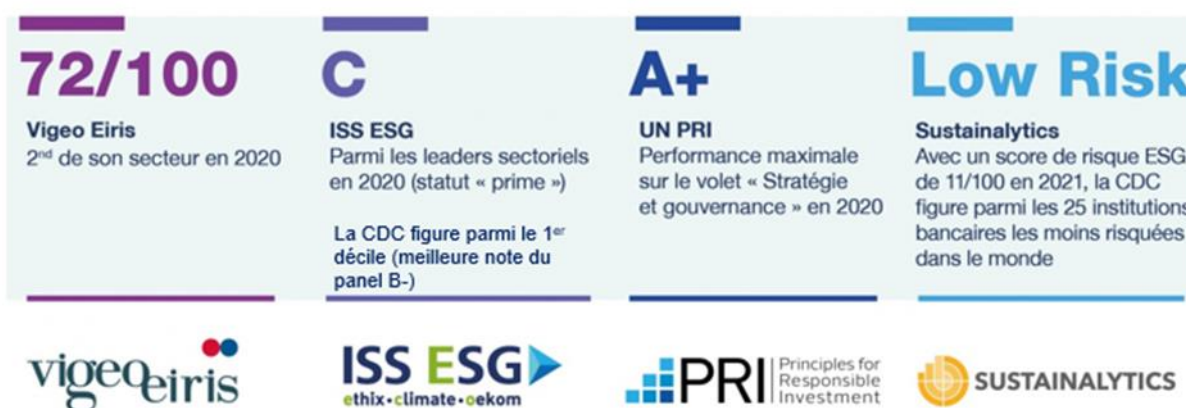 72/100
Vigeo Eiris
2nd de son secteur en 2020
C
ISS ESG
Parmi les leaders sectoriels
en 2020 (statut « prime »)
La CDC figure parmi le 1er
décile (meilleure note du
panel B-)
A+
UN PRI
Performance maximale
sur le volet « Stratégie
et gouvernance » en 2020
Low Risk
Sustainalytics
Avec un score de risque ESG
de 11/100 en 2021, la CDC
figure parmi les 25 institutions
bancaires les moins risquées
dans le monde
vigeoeiris
ISS ESG
ethix·climate·oekom
PRI
Principles for
Responsible
Investment
SUSTAINALYTICS